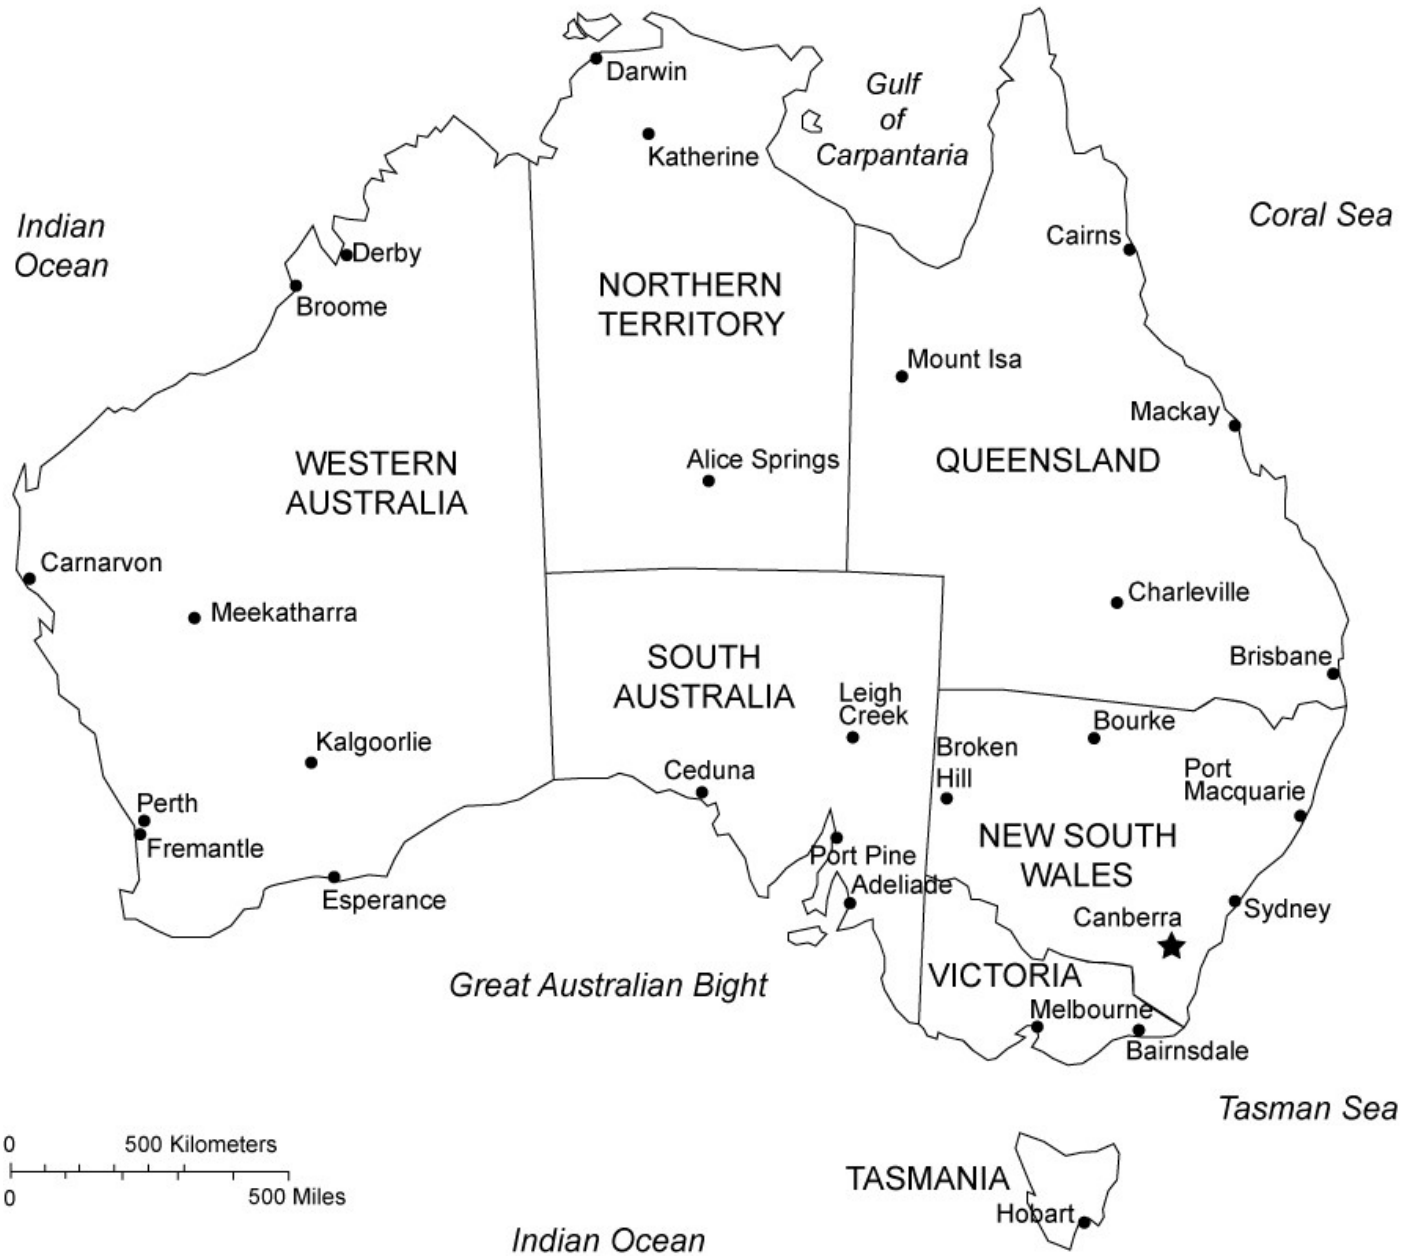 Darwin
Gulf
of
Carpantaria
Katherine
Indian
Ocean
Coral Sea
Cairns
Derby
Broome
NORTHERN
TERRITORY
Mount Isa
Mackay
WESTERN
AUSTRALIA
Alice Springs
QUEENSLAND
Carnarvon
Meekatharra
Charleville
SOUTH
AUSTRALIA
Brisbane
Leigh
Creek
Bourke
Kalgoorlie
Broken
Hill
Ceduna
Port
Macquarie
Perth
Fremantle
NEW SOUTH
WALES
Port Pine
Adeliade
Esperance
Canberra
Sydney
Great Australian Bight
VICTORIA
Melbourne
Bairnsdale
Tasman Sea
0 500 Kilometers
0 500 Miles
TASMANIA
Hobart
Indian Ocean